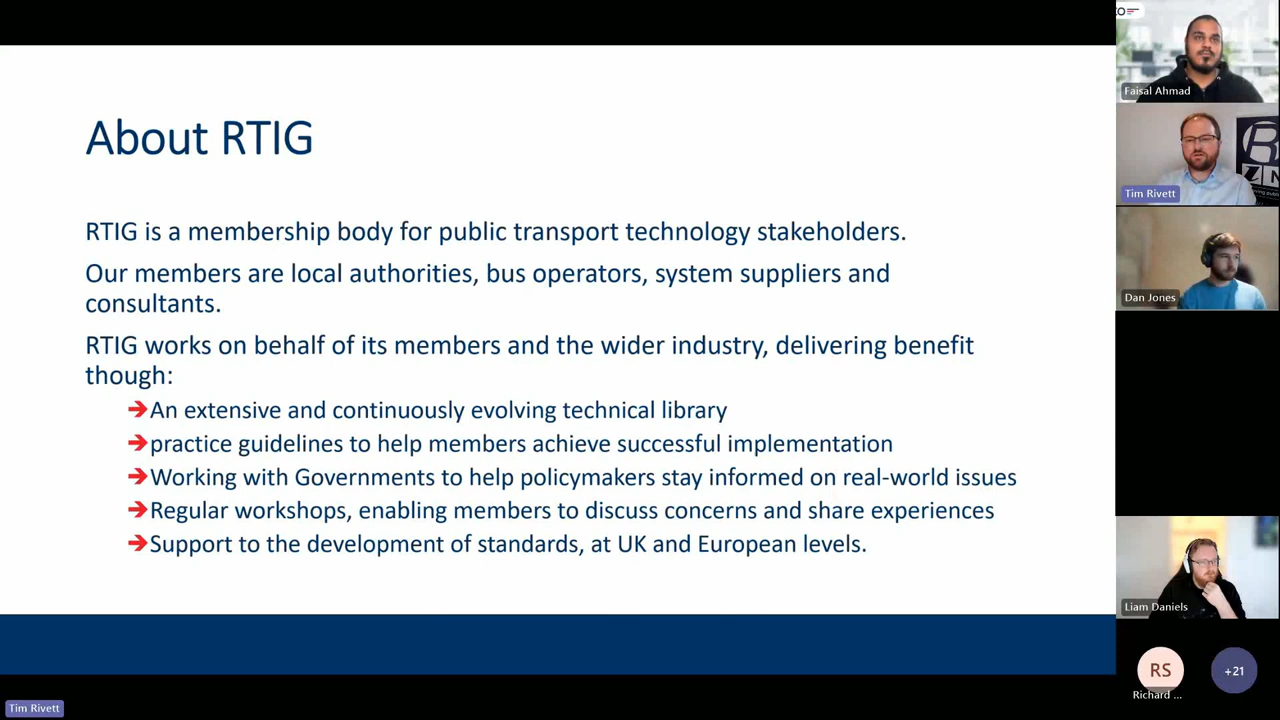 About RTIG
RTIG is a membership body for public transport technology stakeholders.
Our members are local authorities, bus operators, system suppliers and
consultants.
RTIG works on behalf of its members and the wider industry, delivering benefit
though:
➔An extensive and continuously evolving technical library
➔practice guidelines to help members achieve successful implementation
➔Working with Governments to help policymakers stay informed on real-world issues
➔Regular workshops, enabling members to discuss concerns and share experiences
➔Support to the development of standards, at UK and European levels.
Tim Rivett
Faisal Ahmad
Tim Rivett
Dan Jones
Liam Daniels
RS
Richard ...
+21